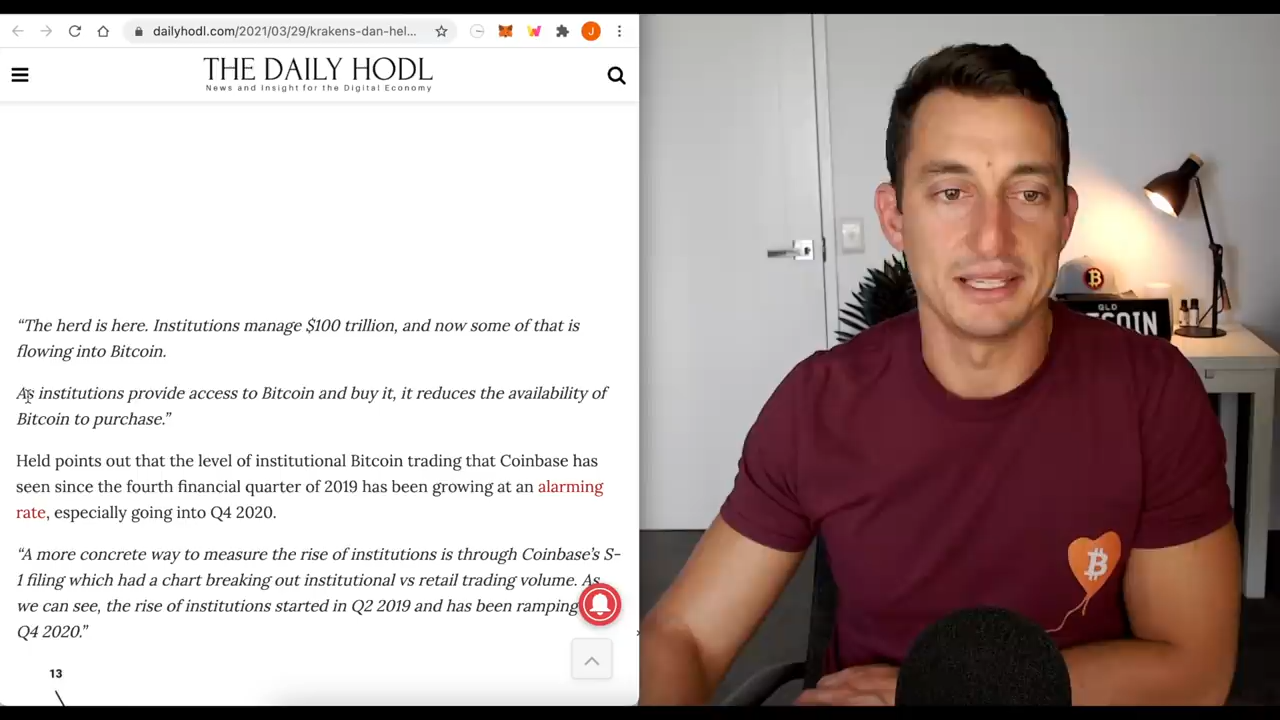 dailyhodl.com/2021/03/29/krakens-dan-hel...
J
THE DAILY HODL
News and Insight for the Digital Economy
“The herd is here. Institutions manage $100 trillion, and now some of that is
flowing into Bitcoin.
As institutions provide access to Bitcoin and buy it, it reduces the availability of
Bitcoin to purchase.”
Held points out that the level of institutional Bitcoin trading that Coinbase has
seen since the fourth financial quarter of 2019 has been growing at an alarming
rate, especially going into Q4 2020.
“A more concrete way to measure the rise of institutions is through Coinbase’s S-
1 filing which had a chart breaking out institutional vs retail trading volume. As
we can see, the rise of institutions started in Q2 2019 and has been ramping
Q4 2020.”
13
GLD